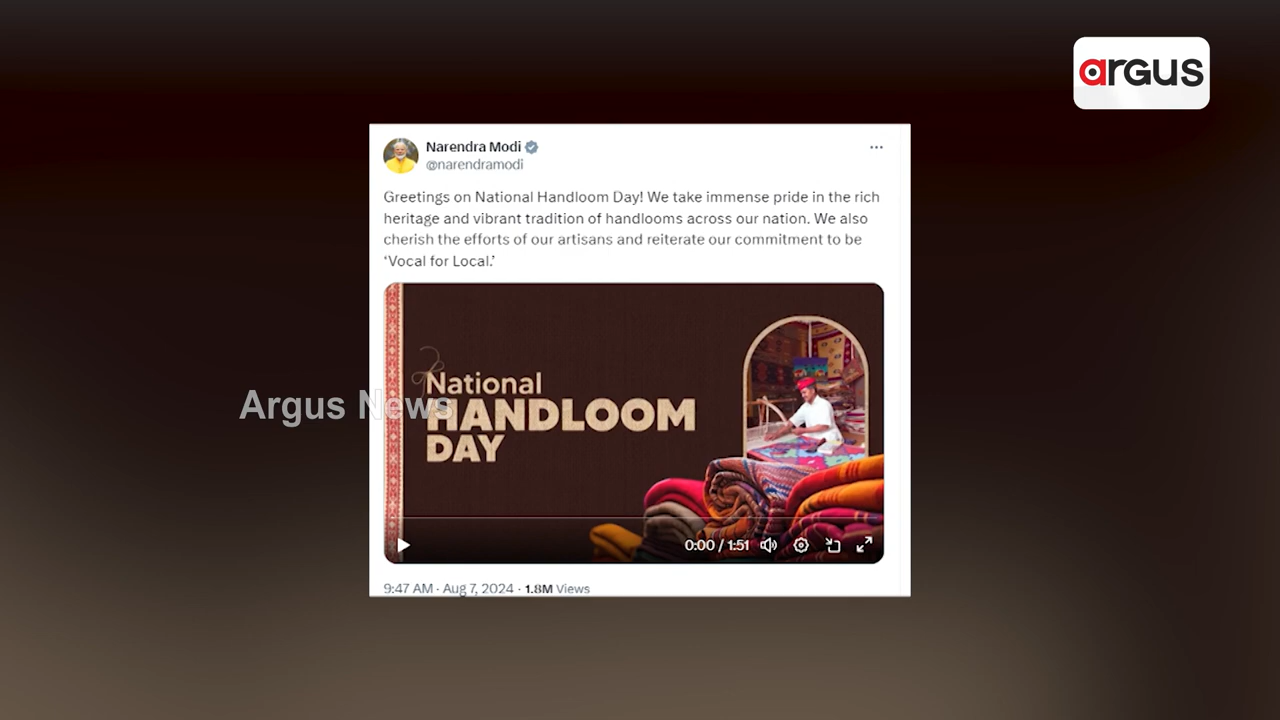 argus
Narendra Modi
@narendramodi
Greetings on National Handloom Day! We take immense pride in the rich
heritage and vibrant tradition of handlooms across our nation. We also
cherish the efforts of our artisans and reiterate our commitment to be
‘Vocal for Local.’
National
HANDLOOM
DAY
Argus News
0:00 / 1:51
9:47 AM · Aug 7, 2024 · 1.8M Views